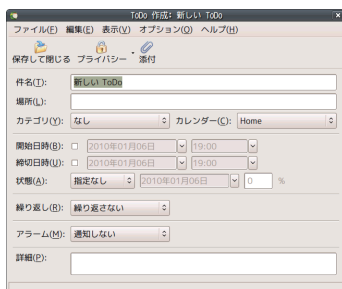 ToDo 作成: 新しい ToDo
ファイル(F) 編集(E) 表示(V) オプション(O) ヘルプ(H)
保存して閉じる プライバシー 添付
件名(T): 新しい ToDo
場所(L):
カテゴリ(Y): なし カレンダー(C): Home
開始日時(B): 2010年01月06日 19:00
締切日時(U): 2010年01月06日 19:00
状態(A): 指定なし 2010年01月06日 0 %
繰り返し(R): 繰り返さない
アラーム(M): 通知しない
詳細(P):